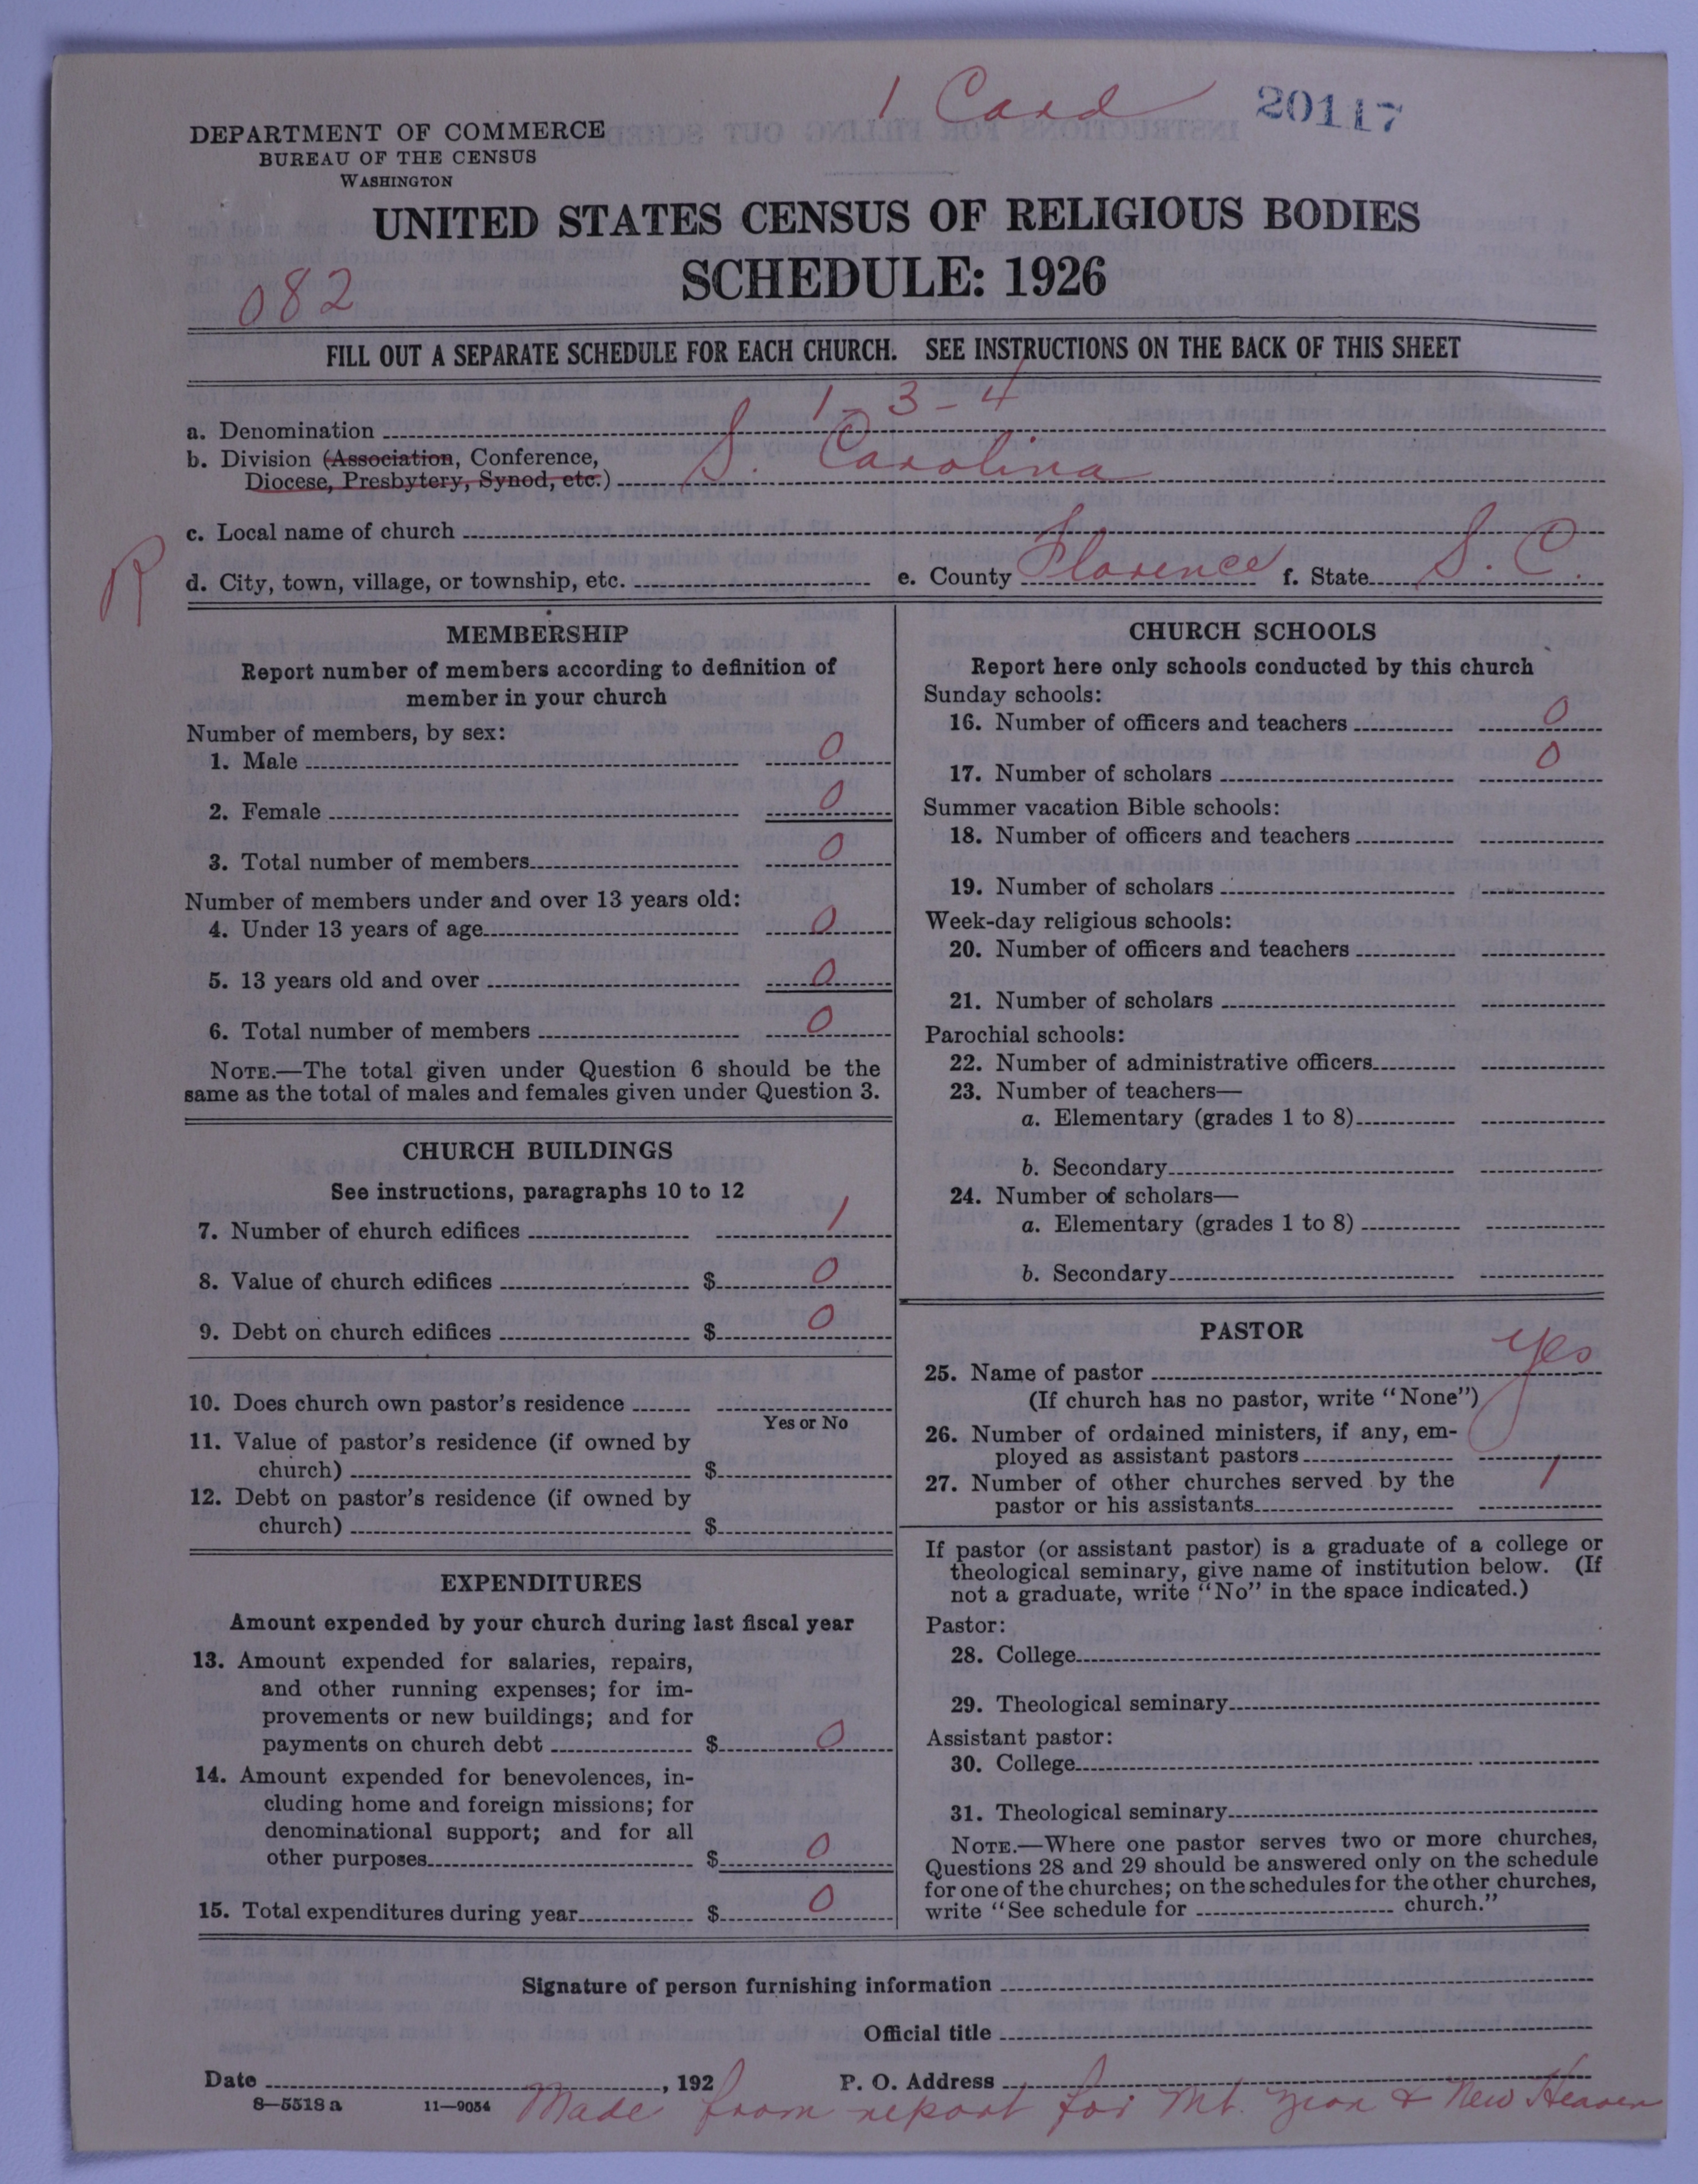 1 Card 20117
DEPARTMENT OF COMMERCE
BUREAU OF THE CENSUS
WASHINGTON
UNITED STATES CENSUS OF RELIGIOUS BODIES
SCHEDULE: 1926
082
FILL OUT A SEPARATE SCHEDULE FOR EACH CHURCH. SEE INSTRUCTIONS ON THE BACK OF THIS SHEET
a. Denomination 1-3-4
b. Division (Association, Conference, S. Carolina
Diocese, Presbytery, Synod, etc.)
c. Local name of church
R
d. City, town, village, or township, etc. e. County Florence f. State S. C.
MEMBERSHIP
Report number of members according to definition of
member in your church
Number of members, by sex:
1. Male 0
2. Female 0
3. Total number of members 0
Number of members under and over 13 years old:
4. Under 13 years of age 0
5. 13 years old and over 0
6. Total number of members 0
NOTE.—The total given under Question 6 should be the
same as the total of males and females given under Question 3.
CHURCH BUILDINGS
See instructions, paragraphs 10 to 12
7. Number of church edifices 1
8. Value of church edifices $ 0
9. Debt on church edifices $ 0
10. Does church own pastor's residence
Yes or No
11. Value of pastor's residence (if owned by
church) $
12. Debt on pastor's residence (if owned by
church) $
EXPENDITURES
Amount expended by your church during last fiscal year
13. Amount expended for salaries, repairs,
and other running expenses; for im-
provements or new buildings; and for
payments on church debt $ 0
14. Amount expended for benevolences, in-
cluding home and foreign missions; for
denominational support; and for all
other purposes $ 0
15. Total expenditures during year $ 0
CHURCH SCHOOLS
Report here only schools conducted by this church
Sunday schools:
16. Number of officers and teachers 0
17. Number of scholars 0
Summer vacation Bible schools:
18. Number of officers and teachers
19. Number of scholars
Week-day religious schools:
20. Number of officers and teachers
21. Number of scholars
Parochial schools:
22. Number of administrative officers
23. Number of teachers—
a. Elementary (grades 1 to 8)
b. Secondary
24. Number of scholars—
a. Elementary (grades 1 to 8)
b. Secondary
PASTOR
25. Name of pastor yes
(If church has no pastor, write "None")
26. Number of ordained ministers, if any, em-
ployed as assistant pastors
27. Number of other churches served by the 1
pastor or his assistants
If pastor (or assistant pastor) is a graduate of a college or
theological seminary, give name of institution below. (If
not a graduate, write "No" in the space indicated.)
Pastor:
28. College
29. Theological seminary
Assistant pastor:
30. College
31. Theological seminary
NOTE.—Where one pastor serves two or more churches,
Questions 28 and 29 should be answered only on the schedule
for one of the churches; on the schedules for the other churches,
write "See schedule for church."
Signature of person furnishing information
Official title
Date , 192 P. O. Address
8—5518 a 11—9054 Made from report for Mt. Zion & New Heaven